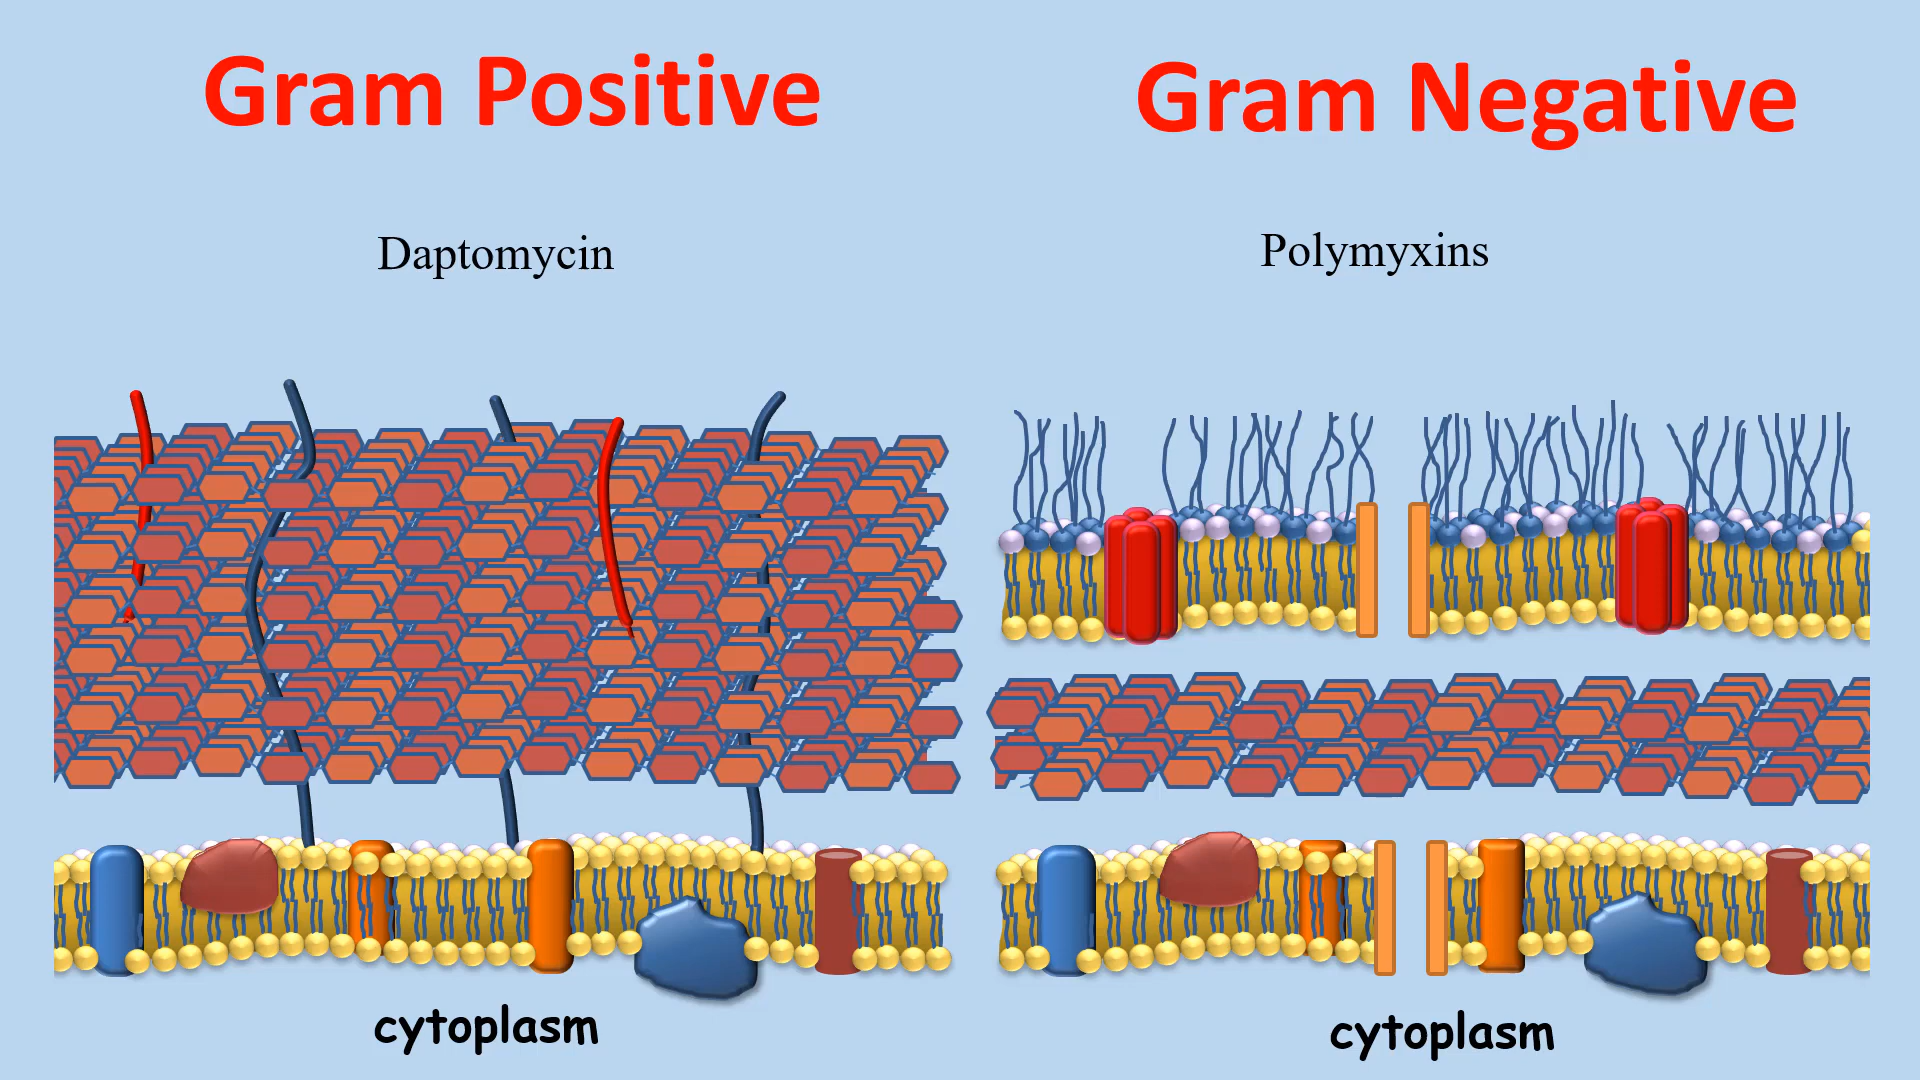 Gram Positive
Gram Negative
Daptomycin
Polymyxins
cytoplasm
cytoplasm